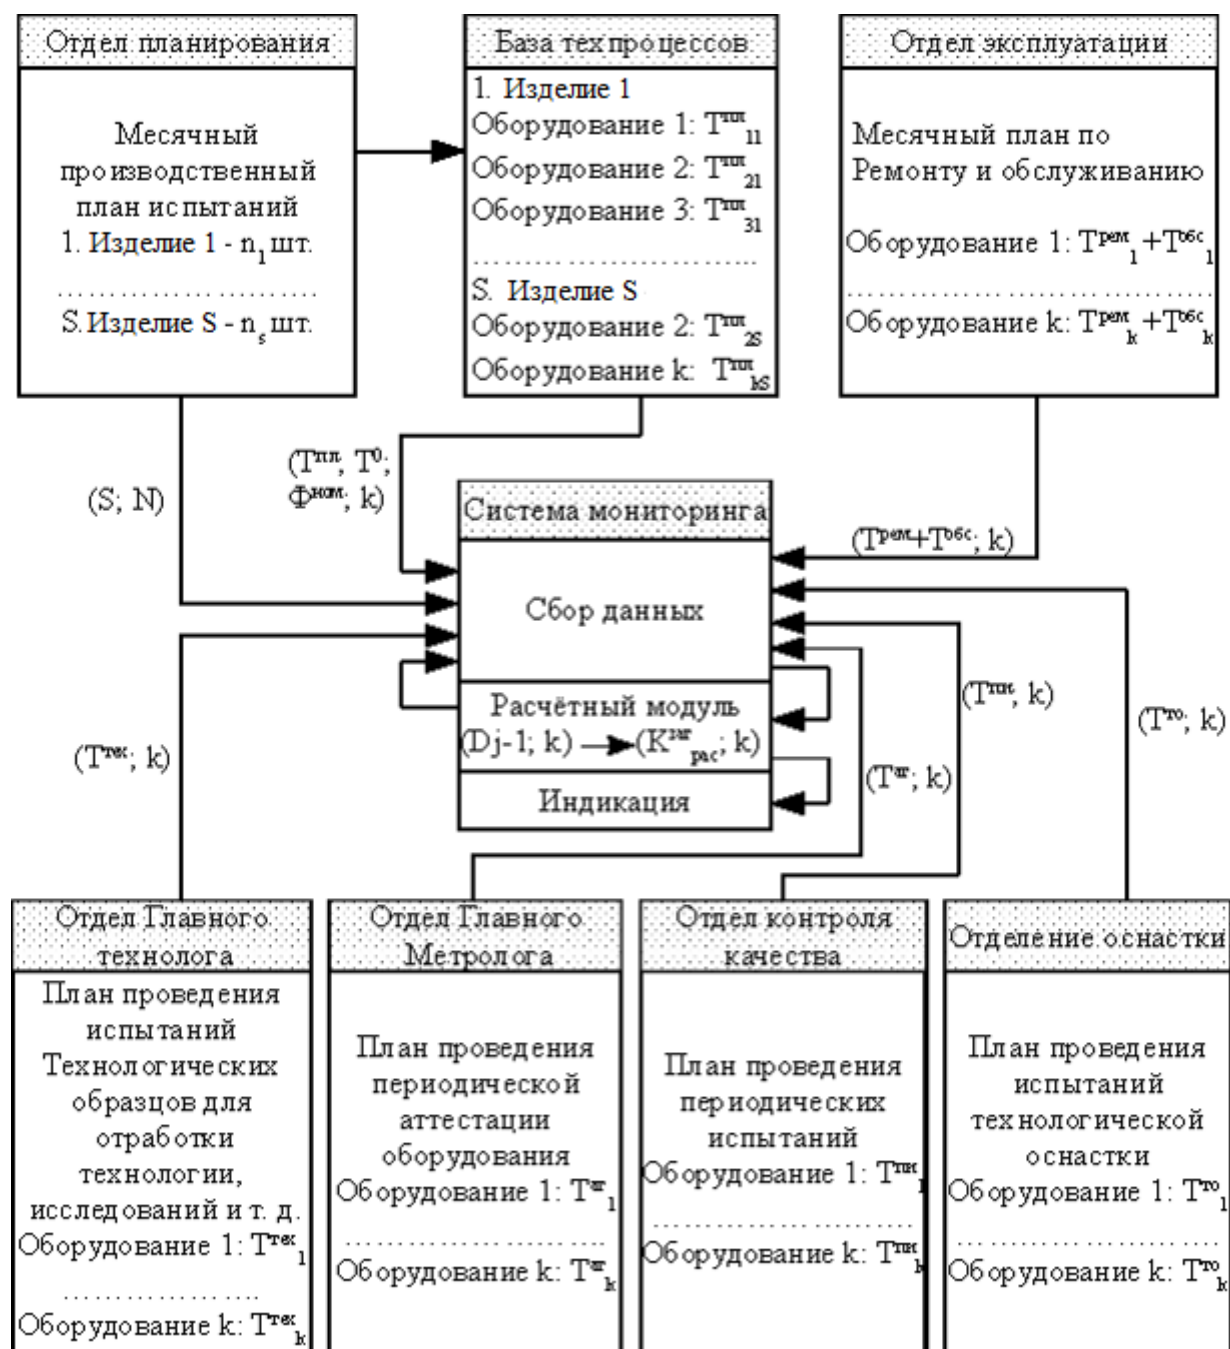 Отдел планирования
Месячный
производственный
план испытаний
1. Изделие 1 - n₁ шт.
........................
S. Изделие S - nₛ шт.
База техпроцессов
1. Изделие 1
Оборудование 1: Tᵖˡ₁₁
Оборудование 2: Tᵖˡ₂₁
Оборудование 3: Tᵖˡ₃₁
........................
S. Изделие S
Оборудование 2: Tᵖˡ2S
Оборудование k: TᵖˡkS
Отдел эксплуатации
Месячный план по
Ремонту и обслуживанию
Оборудование 1: Tрем1+Tобс1
........................
Оборудование k: Tремk+Tобсk
(S; N)
(Tпл; T⁰;
Фном; k)
(Tрем+Tобс; k)
Система мониторинга
Сбор данных
Расчётный модуль
(Dj-1; k) → (Kзаграс; k)
Индикация
(Tтех; k)
(Tат; k)
(Tпи; k)
(Tто; k)
Отдел Главного
технолога
План проведения
испытаний
Технологических
образцов для
отработки
технологии,
исследований и т. д.
Оборудование 1: Tтех1
....................
Оборудование k: Tтехk
Отдел Главного
Метролога
План проведения
периодической
аттестации
оборудования
Оборудование 1: Tат1
........................
Оборудование k: Tатk
Отдел контроля
качества
План проведения
периодических
испытаний
Оборудование 1: Tпи1
........................
Оборудование k: Tпиk
Отделение оснастки
План проведения
испытаний
технологической
оснастки
Оборудование 1: Tто1
........................
Оборудование k: Tтоk